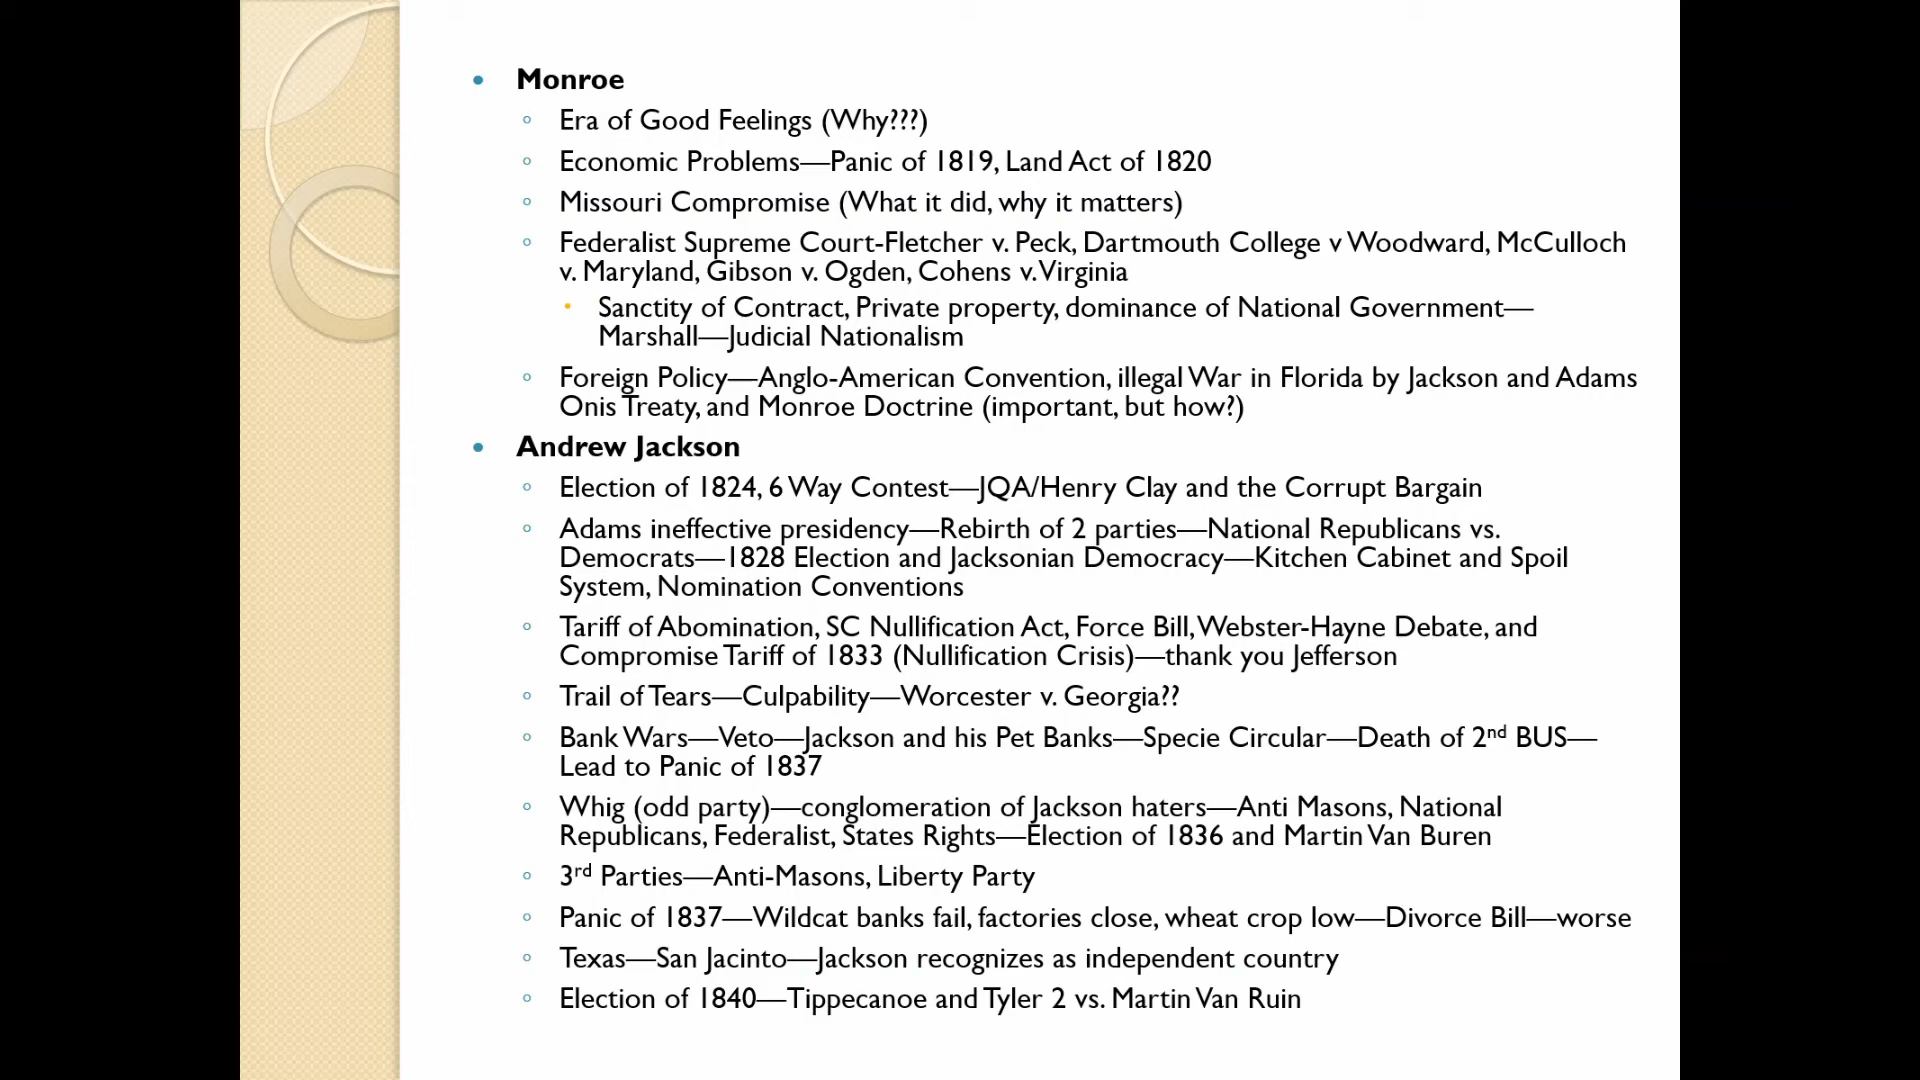 Monroe
Era of Good Feelings (Why???)
Economic Problems—Panic of 1819, Land Act of 1820
Missouri Compromise (What it did, why it matters)
Federalist Supreme Court-Fletcher v. Peck, Dartmouth College v Woodward, McCulloch
v. Maryland, Gibson v. Ogden, Cohens v. Virginia
Sanctity of Contract, Private property, dominance of National Government—
Marshall—Judicial Nationalism
Foreign Policy—Anglo-American Convention, illegal War in Florida by Jackson and Adams
Onis Treaty, and Monroe Doctrine (important, but how?)
Andrew Jackson
Election of 1824, 6 Way Contest—JQA/Henry Clay and the Corrupt Bargain
Adams ineffective presidency—Rebirth of 2 parties—National Republicans vs.
Democrats—1828 Election and Jacksonian Democracy—Kitchen Cabinet and Spoil
System, Nomination Conventions
Tariff of Abomination, SC Nullification Act, Force Bill, Webster-Hayne Debate, and
Compromise Tariff of 1833 (Nullification Crisis)—thank you Jefferson
Trail of Tears—Culpability—Worcester v. Georgia??
Bank Wars—Veto—Jackson and his Pet Banks—Specie Circular—Death of 2nd BUS—
Lead to Panic of 1837
Whig (odd party)—conglomeration of Jackson haters—Anti Masons, National
Republicans, Federalist, States Rights—Election of 1836 and Martin Van Buren
3rd Parties—Anti-Masons, Liberty Party
Panic of 1837—Wildcat banks fail, factories close, wheat crop low—Divorce Bill—worse
Texas—San Jacinto—Jackson recognizes as independent country
Election of 1840—Tippecanoe and Tyler 2 vs. Martin Van Ruin